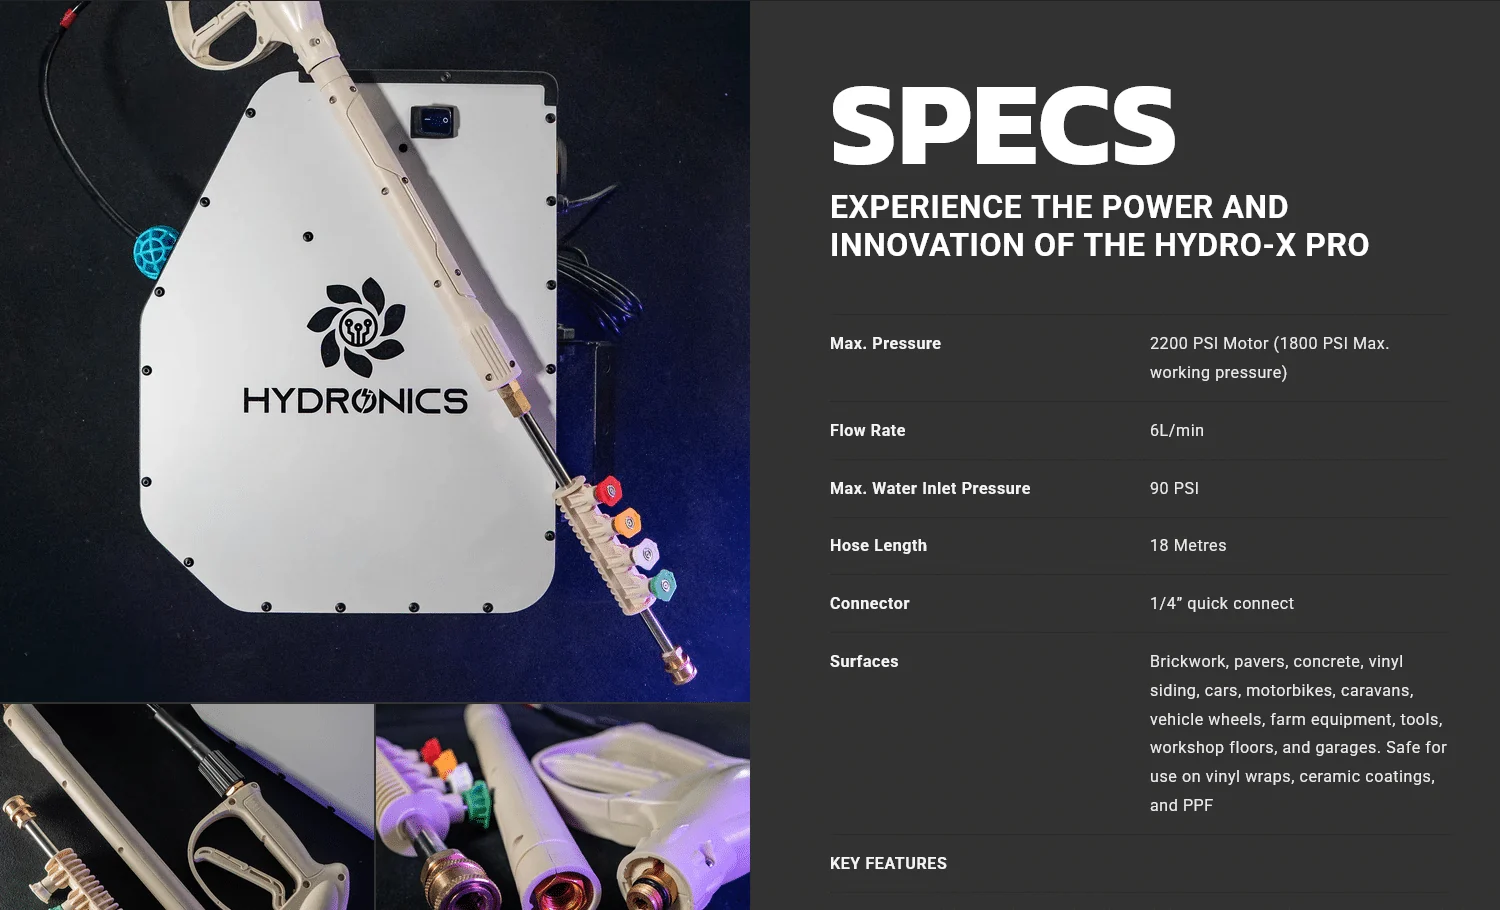 HYDRONICS
SPECS
EXPERIENCE THE POWER AND
INNOVATION OF THE HYDRO-X PRO
Max. Pressure
2200 PSI Motor (1800 PSI Max.
working pressure)
Flow Rate
6L/min
Max. Water Inlet Pressure
90 PSI
Hose Length
18 Metres
Connector
1/4” quick connect
Surfaces
Brickwork, pavers, concrete, vinyl
siding, cars, motorbikes, caravans,
vehicle wheels, farm equipment, tools,
workshop floors, and garages. Safe for
use on vinyl wraps, ceramic coatings,
and PPF
KEY FEATURES